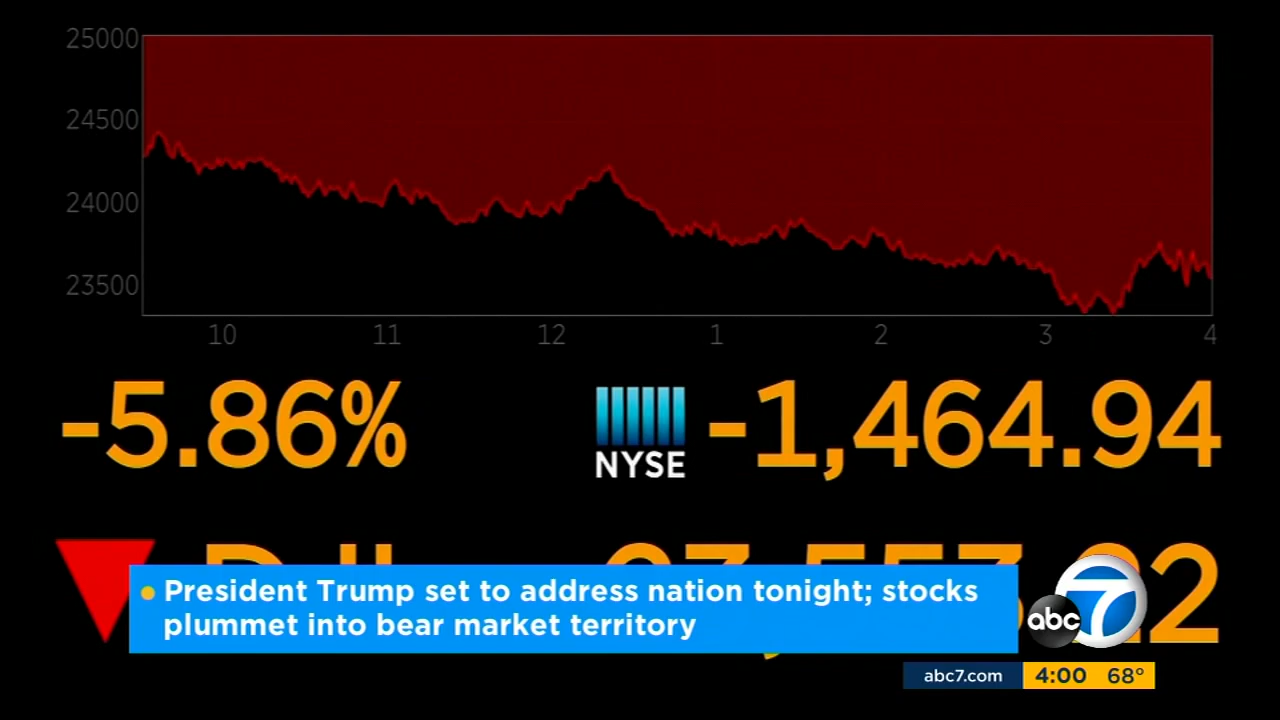 25000
24500
24000
23500
10 11 12 1 2 3 4
-5.86% NYSE -1,464.94
President Trump set to address nation tonight; stocks
plummet into bear market territory
abc 7
abc7.com 4:00 68°